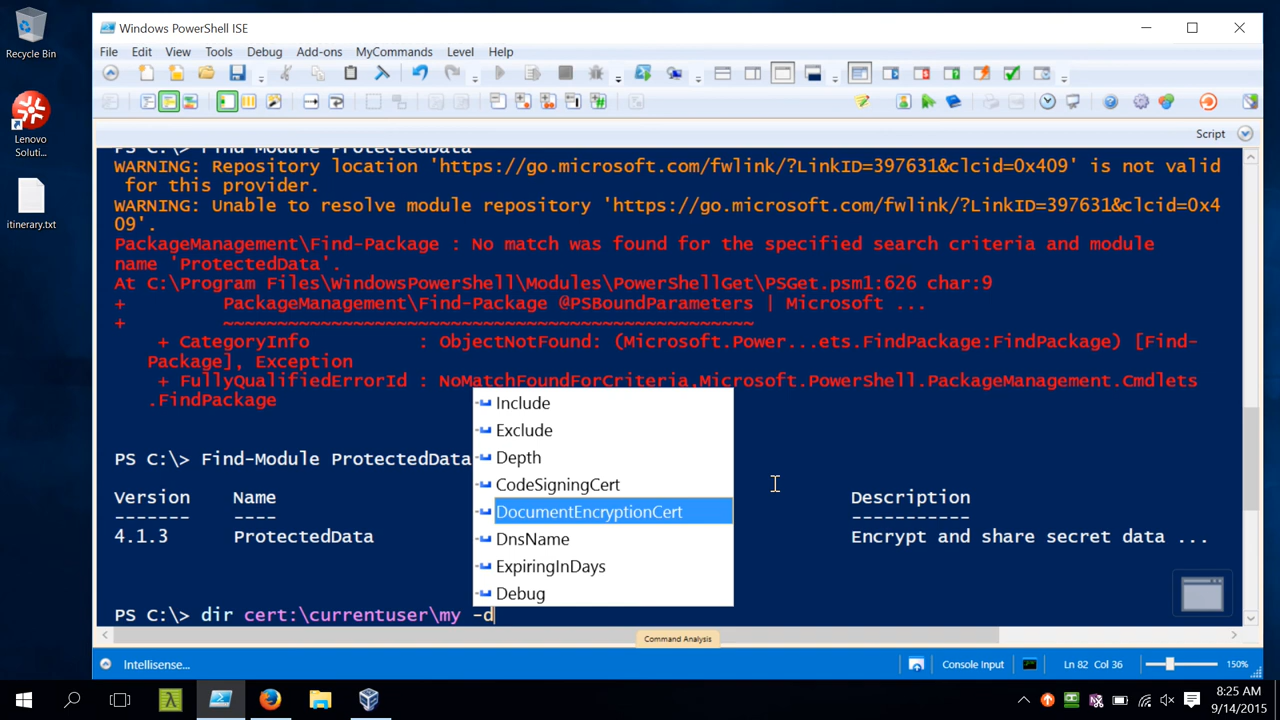 Recycle Bin
Lenovo
Soluti...
itinerary.txt
Windows PowerShell ISE
File Edit View Tools Debug Add-ons MyCommands Level Help
Script
PS C:\> Find-Module ProtectedData
WARNING: Repository location 'https://go.microsoft.com/fwlink/?LinkID=397631&clcid=0x409' is not valid
for this provider.
WARNING: Unable to resolve module repository 'https://go.microsoft.com/fwlink/?LinkID=397631&clcid=0x4
09'.
PackageManagement\Find-Package : No match was found for the specified search criteria and module
name 'ProtectedData'.
At C:\Program Files\WindowsPowerShell\Modules\PowerShellGet\PSGet.psm1:626 char:9
+         PackageManagement\Find-Package @PSBoundParameters | Microsoft ...
+         ~~~~~~~~~~~~~~~~~~~~~~~~~~~~~~~~~~~~~~~~~~~~~~~~~
+ CategoryInfo          : ObjectNotFound: (Microsoft.Power...ets.FindPackage:FindPackage) [Find-
Package], Exception
+ FullyQualifiedErrorId : NoMatchFoundForCriteria,Microsoft.PowerShell.PackageManagement.Cmdlets
.FindPackage
PS C:\> Find-Module ProtectedData
Version Name Description
------- ---- -----------
4.1.3 ProtectedData Encrypt and share secret data ...
PS C:\> dir cert:\currentuser\my -d
Include
Exclude
Depth
CodeSigningCert
DocumentEncryptionCert
DnsName
ExpiringInDays
Debug
Command Analysis
Intellisense... Console Input Ln 82 Col 36 150%
8:25 AM
9/14/2015